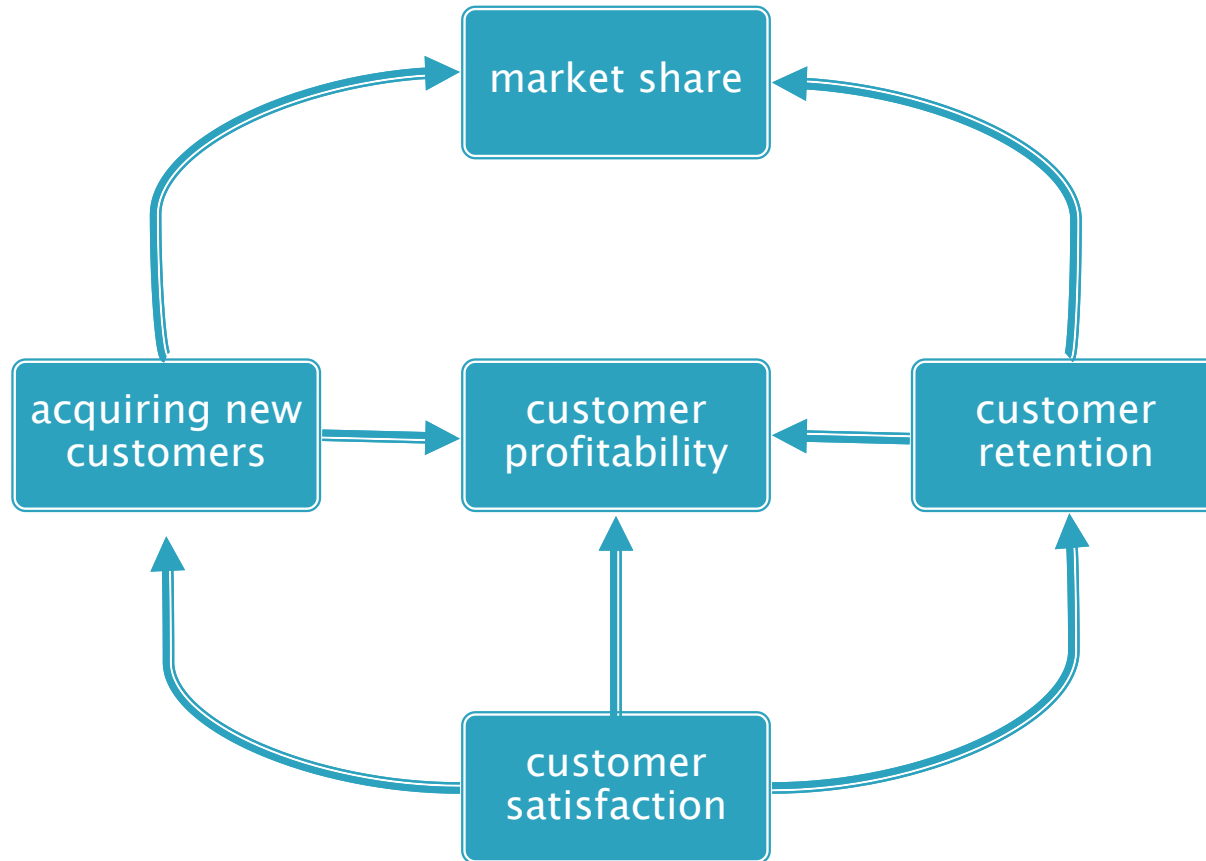 market share
acquiring new
customers
customer
profitability
customer
retention
customer
satisfaction